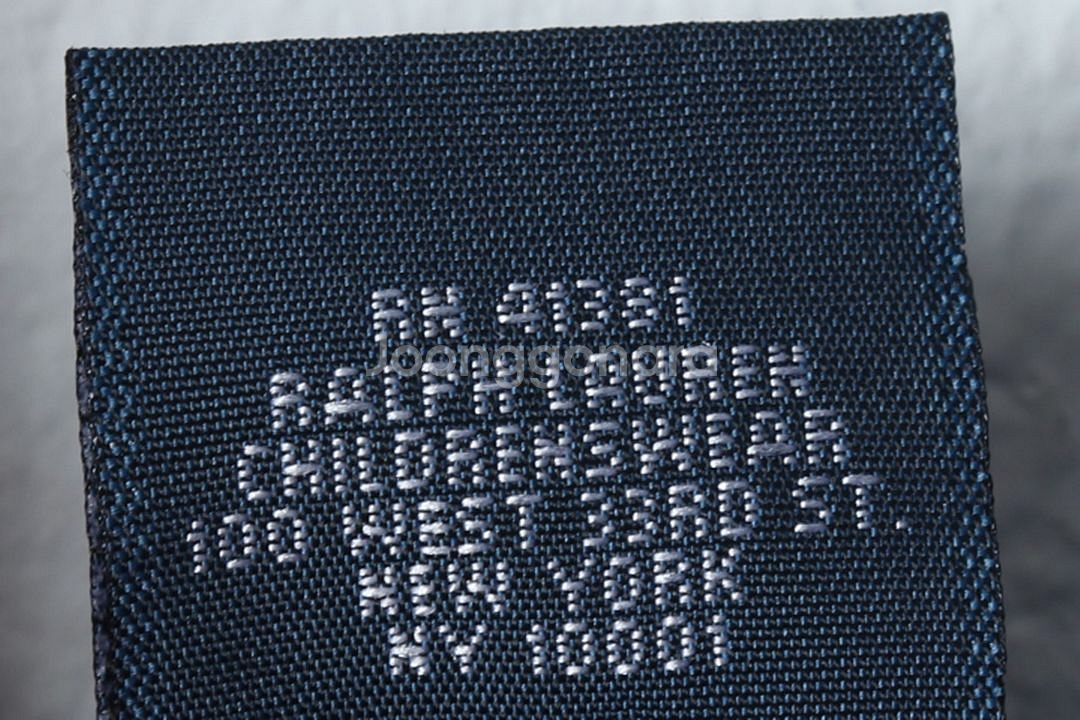 RN 41381
RALPH LAUREN
CHILDRENSWEAR
100 WEST 33RD ST.
NEW YORK
NY 10001
Joonggonara